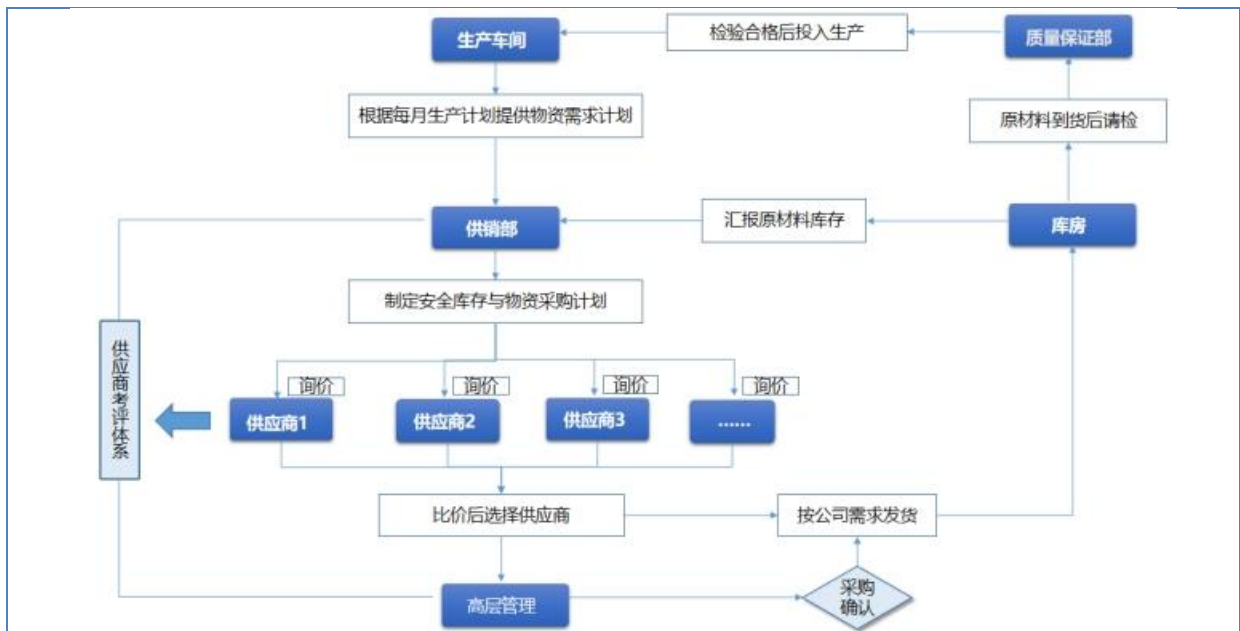 生产车间
检验合格后投入生产
质量保证部
根据每月生产计划提供物资需求计划
原材料到货后请检
供销部
汇报原材料库存
库房
制定安全库存与物资采购计划
供应商考评体系
询价
询价
询价
询价
供应商1
供应商2
供应商3
……
比价后选择供应商
按公司需求发货
高层管理
采购
确认